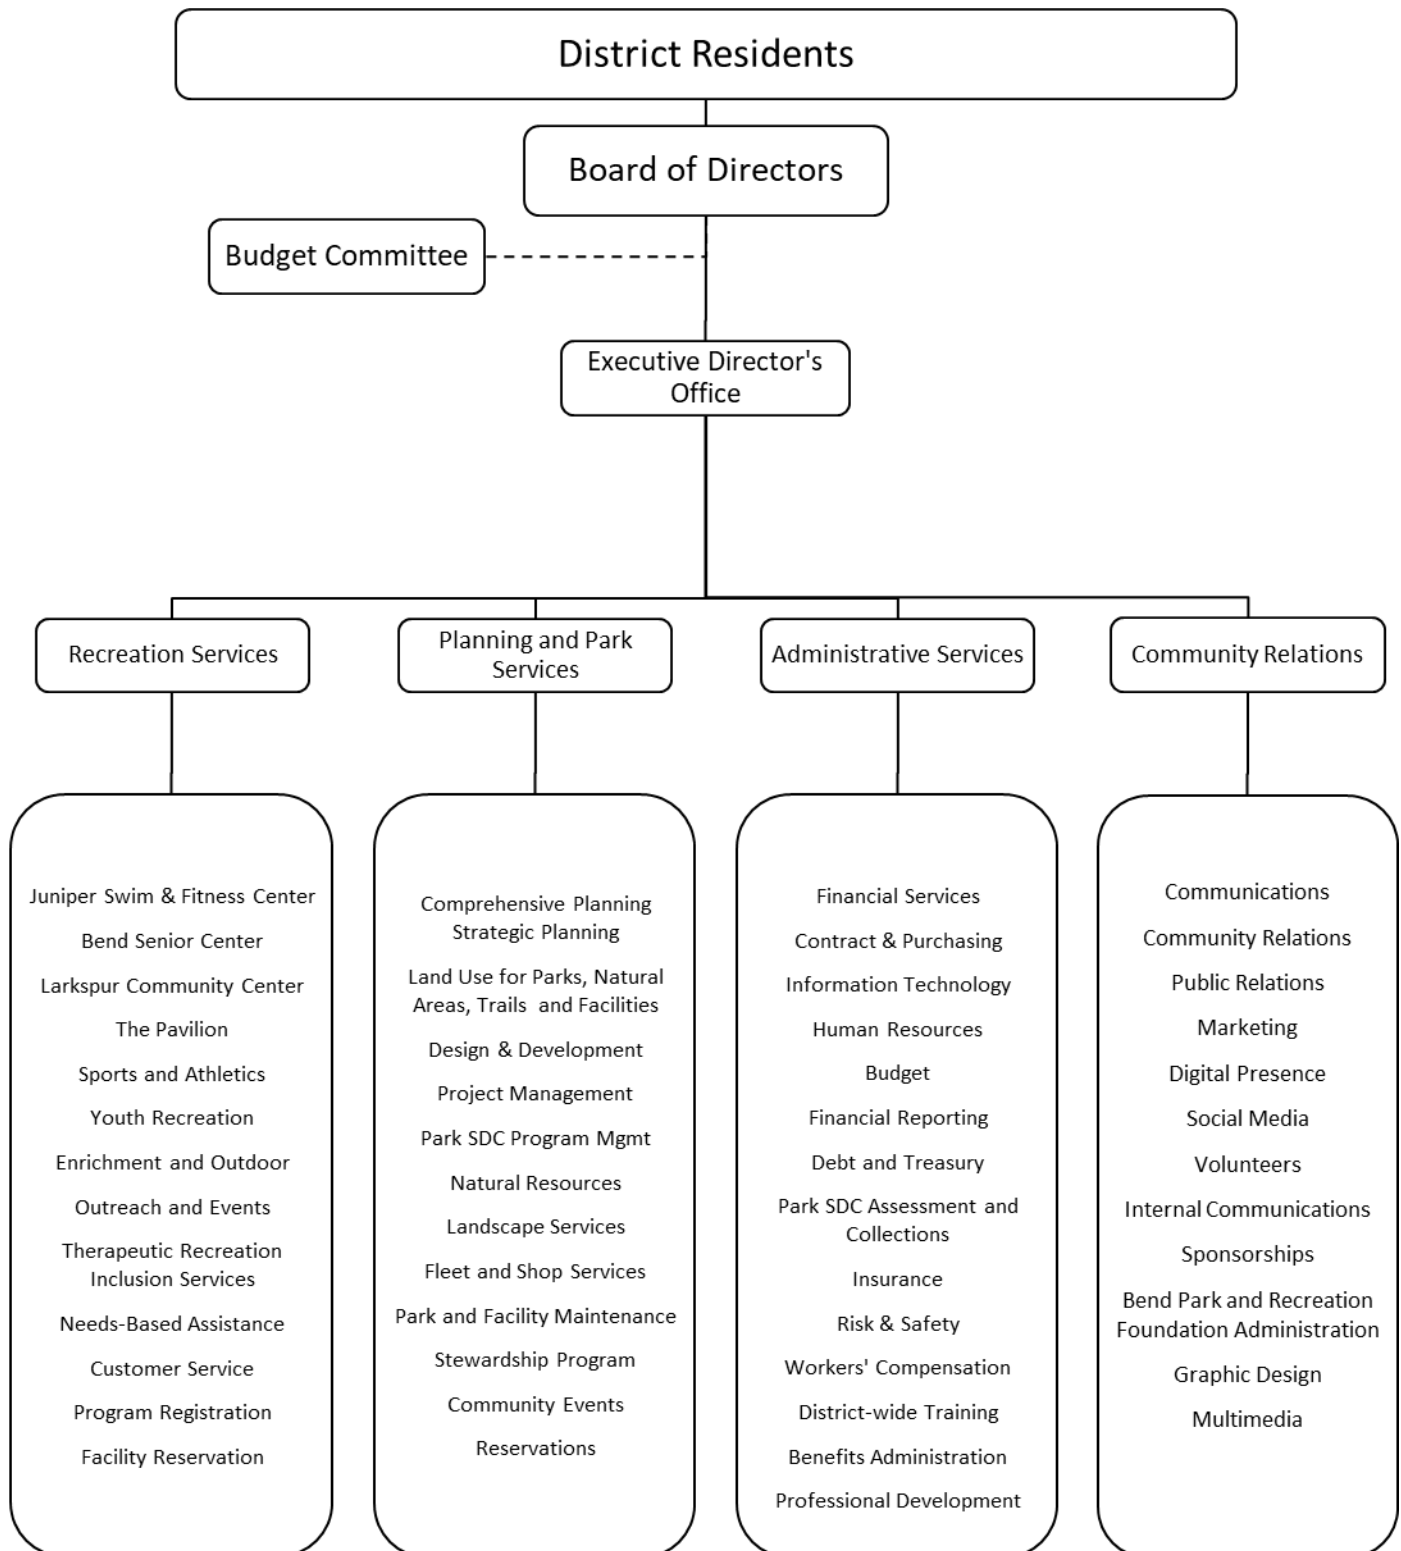 District Residents
Board of Directors
Budget Committee
Executive Director's
Office
Recreation Services
Planning and Park
Services
Administrative Services
Community Relations
Juniper Swim & Fitness Center
Bend Senior Center
Larkspur Community Center
The Pavilion
Sports and Athletics
Youth Recreation
Enrichment and Outdoor
Outreach and Events
Therapeutic Recreation
Inclusion Services
Needs-Based Assistance
Customer Service
Program Registration
Facility Reservation
Comprehensive Planning
Strategic Planning
Land Use for Parks, Natural
Areas, Trails and Facilities
Design & Development
Project Management
Park SDC Program Mgmt
Natural Resources
Landscape Services
Fleet and Shop Services
Park and Facility Maintenance
Stewardship Program
Community Events
Reservations
Financial Services
Contract & Purchasing
Information Technology
Human Resources
Budget
Financial Reporting
Debt and Treasury
Park SDC Assessment and
Collections
Insurance
Risk & Safety
Workers' Compensation
District-wide Training
Benefits Administration
Professional Development
Communications
Community Relations
Public Relations
Marketing
Digital Presence
Social Media
Volunteers
Internal Communications
Sponsorships
Bend Park and Recreation
Foundation Administration
Graphic Design
Multimedia